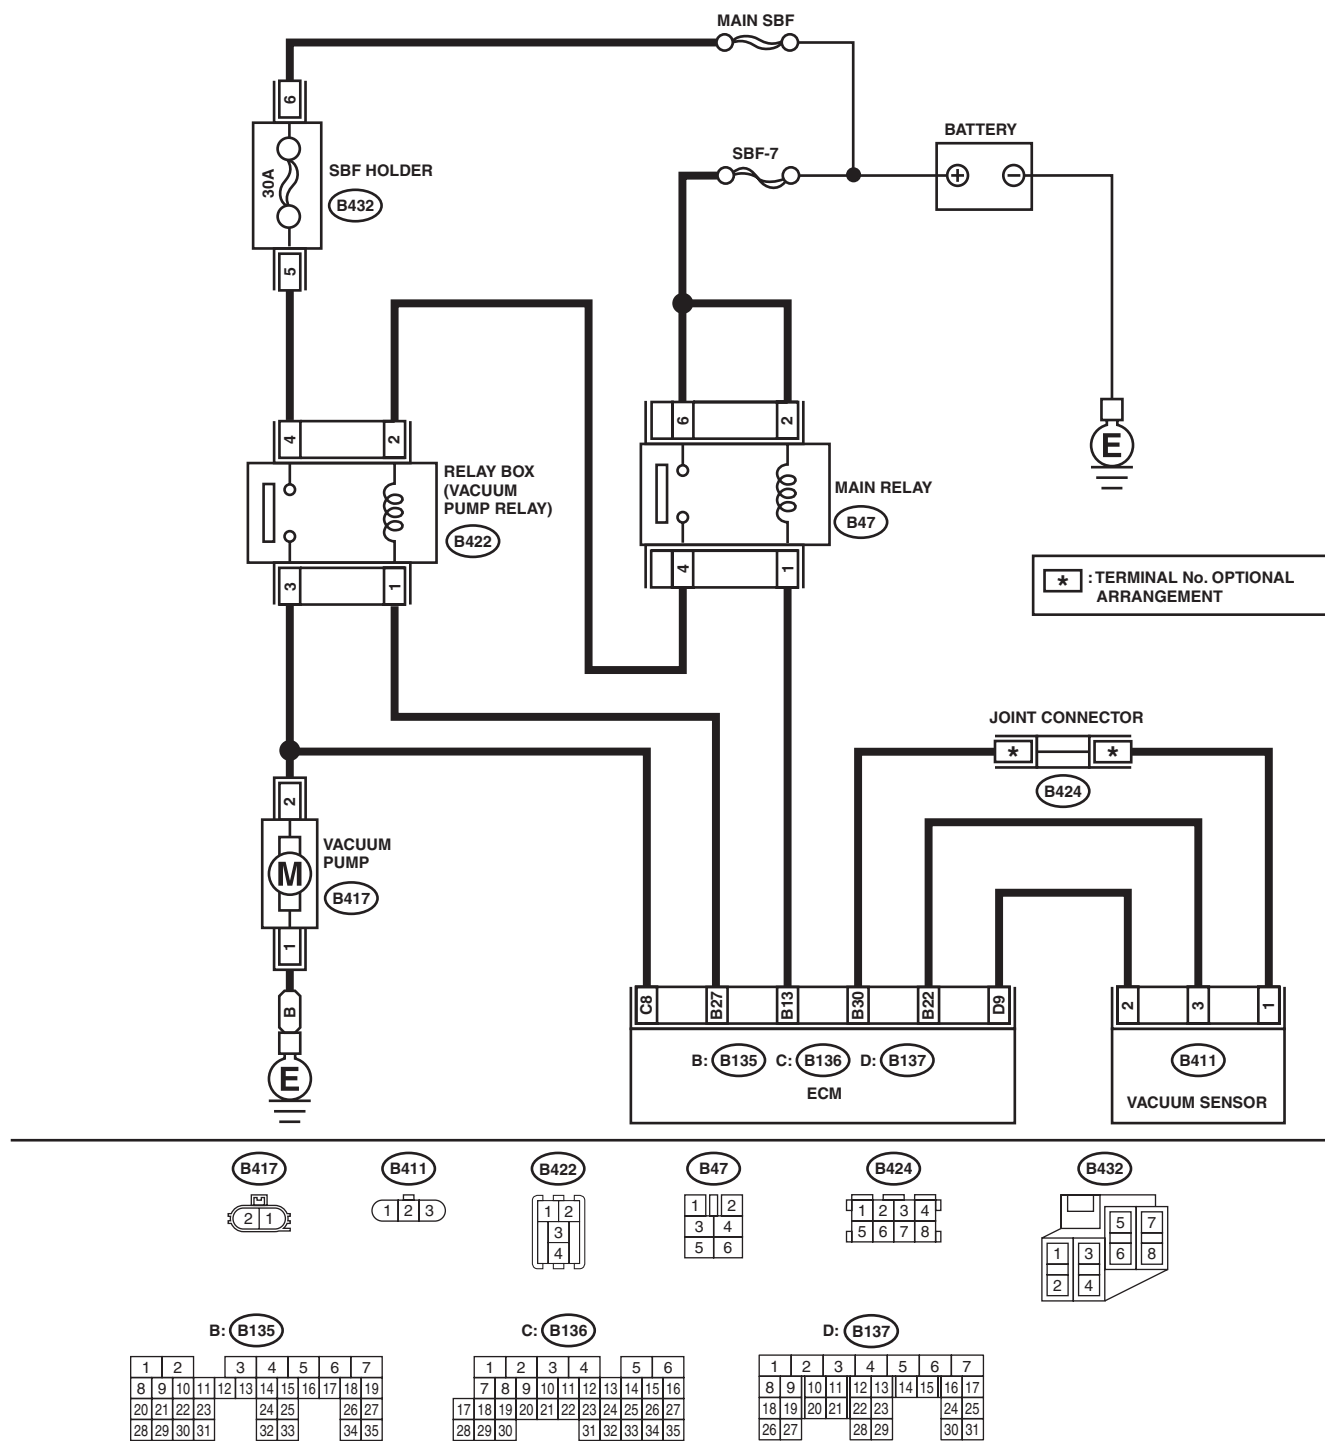 MAIN SBF
BATTERY
SBF-7
6
30A
SBF HOLDER
B432
5
E
4
2
RELAY BOX
(VACUUM
PUMP RELAY)
B422
3
1
6
2
MAIN RELAY
B47
4
1
* : TERMINAL No. OPTIONAL
ARRANGEMENT
JOINT CONNECTOR
* *
B424
2
M
VACUUM
PUMP
B417
1
B
E
C8 B27 B13 B30 B22 D9
B: B135 C: B136 D: B137
ECM
2 3 1
B411
VACUUM SENSOR
B417
2 1
B411
1 2 3
B422
1 2
3
4
B47
1 2
3 4
5 6
B424
1 2 3 4
5 6 7 8
B432
5 7
6 8
1 3
2 4
B: B135
1 2 3 4 5 6 7
8 9 10 11 12 13 14 15 16 17 18 19
20 21 22 23 24 25 26 27
28 29 30 31 32 33 34 35
C: B136
1 2 3 4 5 6
7 8 9 10 11 12 13 14 15 16
17 18 19 20 21 22 23 24 25 26 27
28 29 30 31 32 33 34 35
D: B137
1 2 3 4 5 6 7
8 9 10 11 12 13 14 15 16 17
18 19 20 21 22 23 24 25
26 27 28 29 30 31